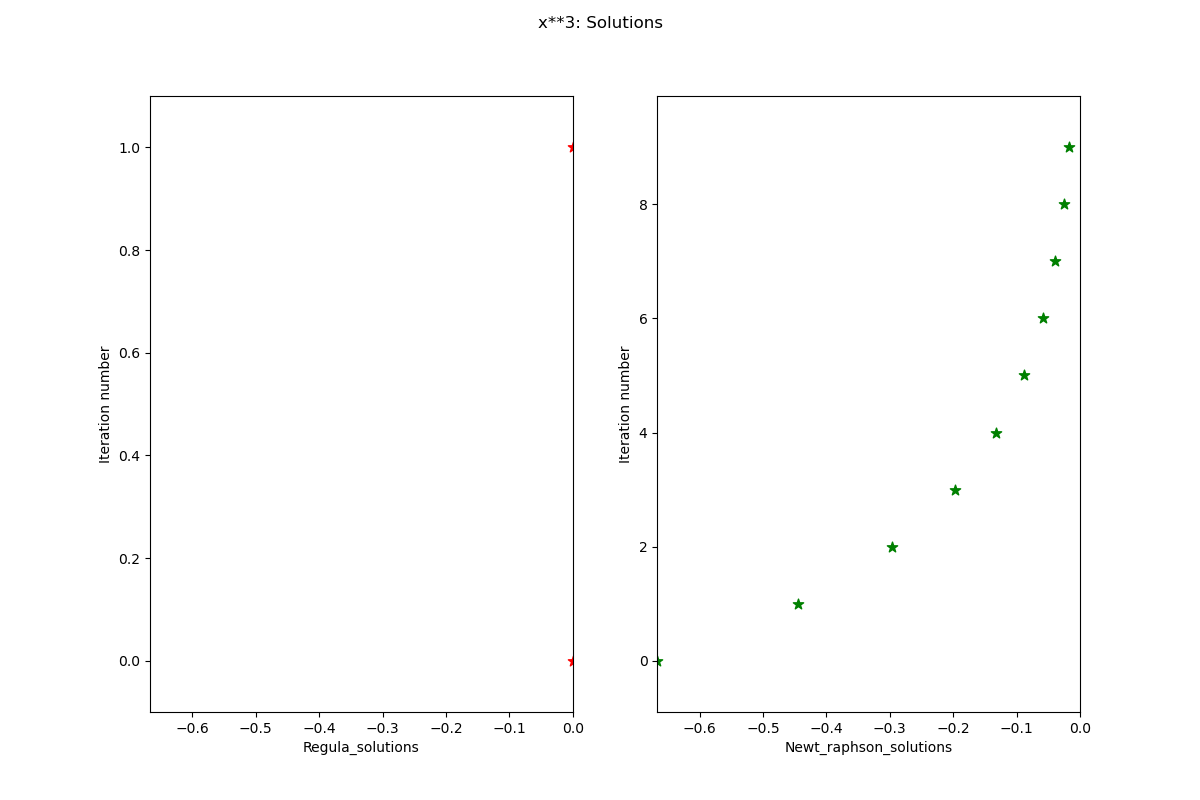 x**3: Solutions
Iteration number
1.0
0.8
0.6
0.4
0.2
0.0
−0.6 −0.5 −0.4 −0.3 −0.2 −0.1 0.0
Regula_solutions
Iteration number
8
6
4
2
0
−0.6 −0.5 −0.4 −0.3 −0.2 −0.1 0.0
Newt_raphson_solutions